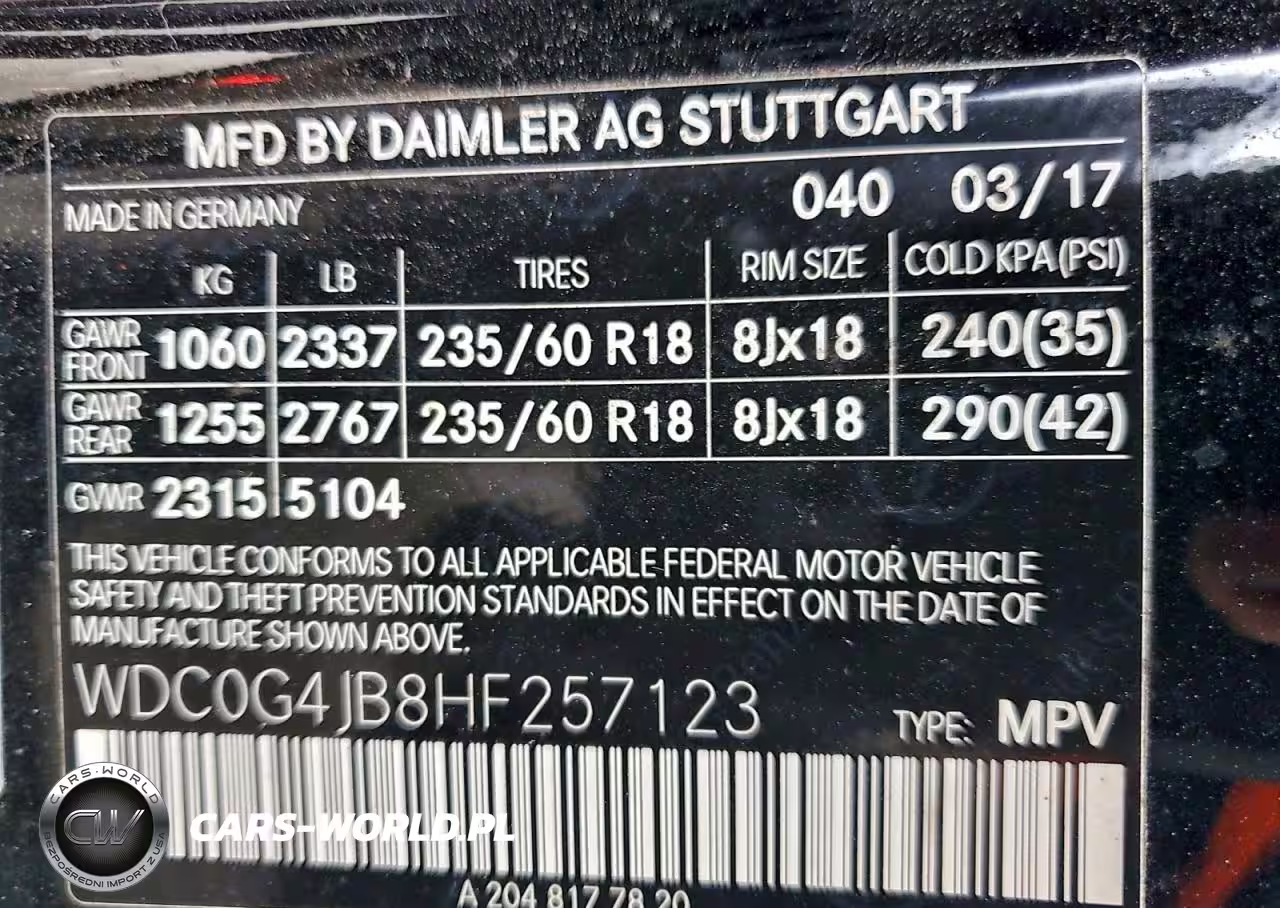 MFD BY DAIMLER AG STUTTGART
MADE IN GERMANY 040 03/17
KG LB TIRES RIM SIZE COLD KPA(PSI)
GAWR FRONT 1060 2337 235/60 R18 8Jx18 240(35)
GAWR REAR 1255 2767 235/60 R18 8Jx18 290(42)
GVWR 2315 5104
THIS VEHICLE CONFORMS TO ALL APPLICABLE FEDERAL MOTOR VEHICLE
SAFETY AND THEFT PREVENTION STANDARDS IN EFFECT ON THE DATE OF
MANUFACTURE SHOWN ABOVE.
WDC0G4JB8HF257123 TYPE: MPV
CARS-WORLD
CW
BEZPOŚREDNI IMPORT Z USA
CARS-WORLD.PL
A 204 817 78 20